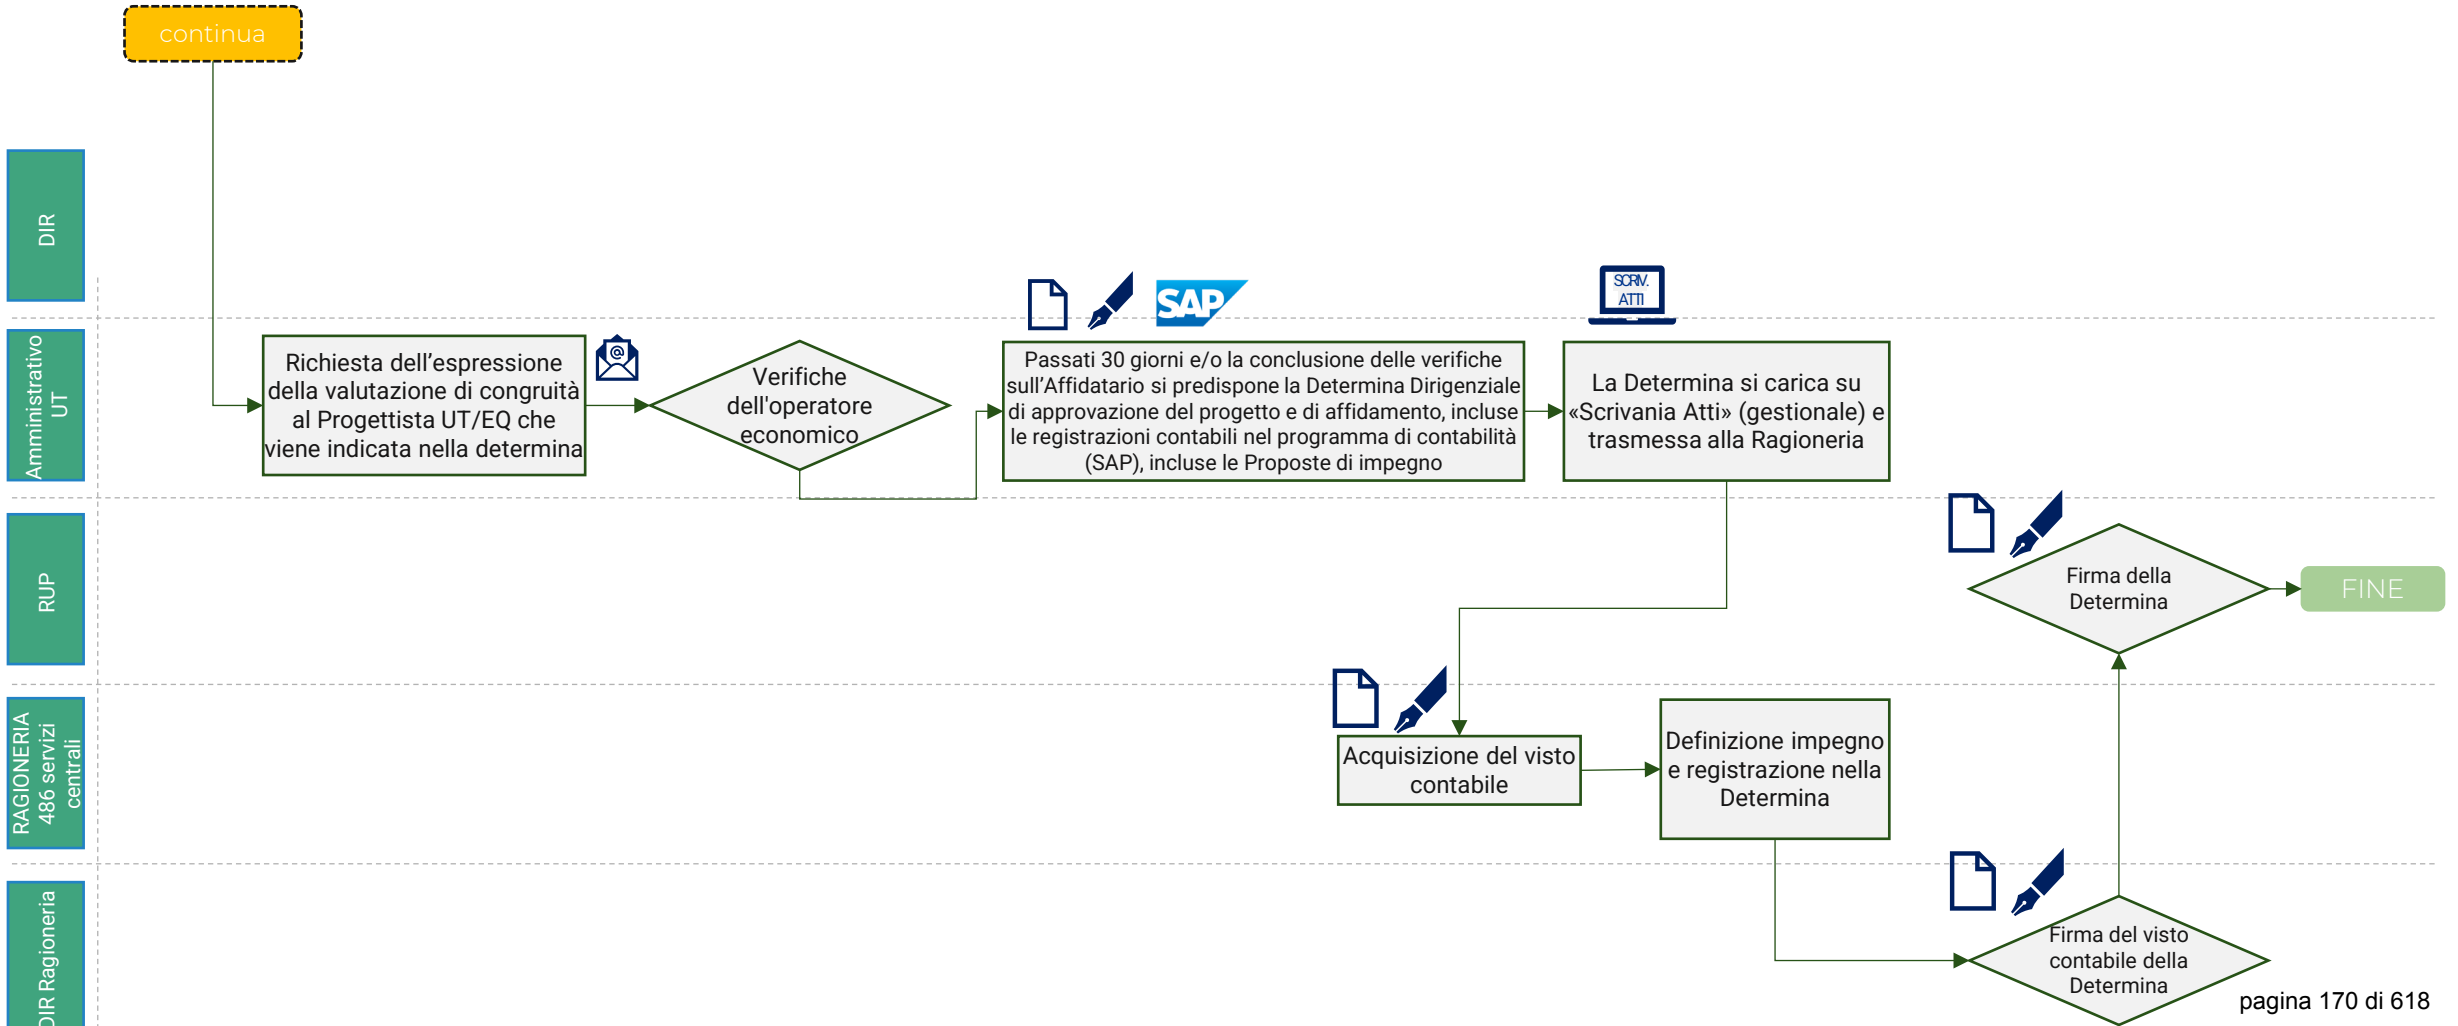 continua
DIR
SCRIV.
ATTI
SAP
Amministrativo
UT
Richiesta dell’espressione
della valutazione di congruità
al Progettista UT/EQ che
viene indicata nella determina
@
Verifiche
dell'operatore
economico
Passati 30 giorni e/o la conclusione delle verifiche
sull’Affidatario si predispone la Determina Dirigenziale
di approvazione del progetto e di affidamento, incluse
le registrazioni contabili nel programma di contabilità
(SAP), incluse le Proposte di impegno
La Determina si carica su
«Scrivania Atti» (gestionale) e
trasmessa alla Ragioneria
RUP
Firma della
Determina
FINE
RAGIONERIA
486 servizi
centrali
Acquisizione del visto
contabile
Definizione impegno
e registrazione nella
Determina
DIR Ragioneria
Firma del visto
contabile della
Determina
pagina 170 di 618